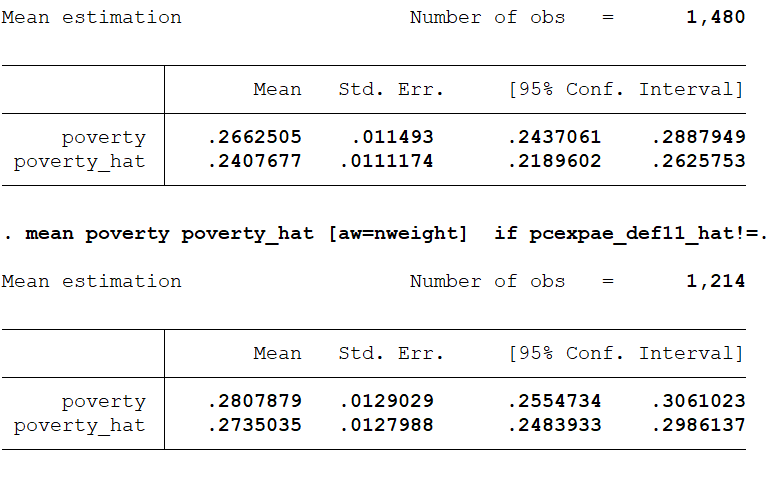 Mean estimation Number of obs = 1,480
Mean Std. Err. [95% Conf. Interval]
poverty .2662505 .011493 .2437061 .2887949
poverty_hat .2407677 .0111174 .2189602 .2625753
. mean poverty poverty_hat [aw=nweight] if pcexpae_def11_hat!=.
Mean estimation Number of obs = 1,214
Mean Std. Err. [95% Conf. Interval]
poverty .2807879 .0129029 .2554734 .3061023
poverty_hat .2735035 .0127988 .2483933 .2986137